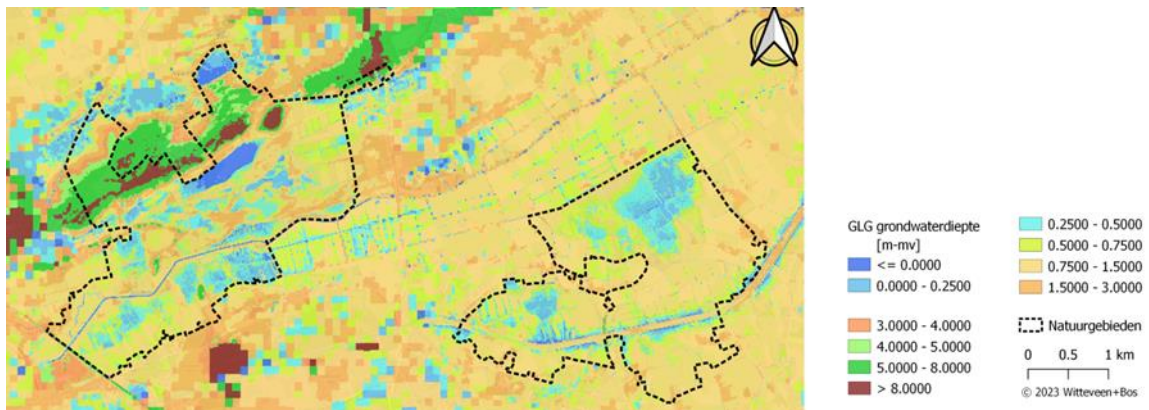 GLG grondwaterdiepte
[m-mv]
<= 0.0000
0.0000 - 0.2500
3.0000 - 4.0000
4.0000 - 5.0000
5.0000 - 8.0000
> 8.0000
0.2500 - 0.5000
0.5000 - 0.7500
0.7500 - 1.5000
1.5000 - 3.0000
Natuurgebieden
0 0.5 1 km
© 2023 Witteveen+Bos